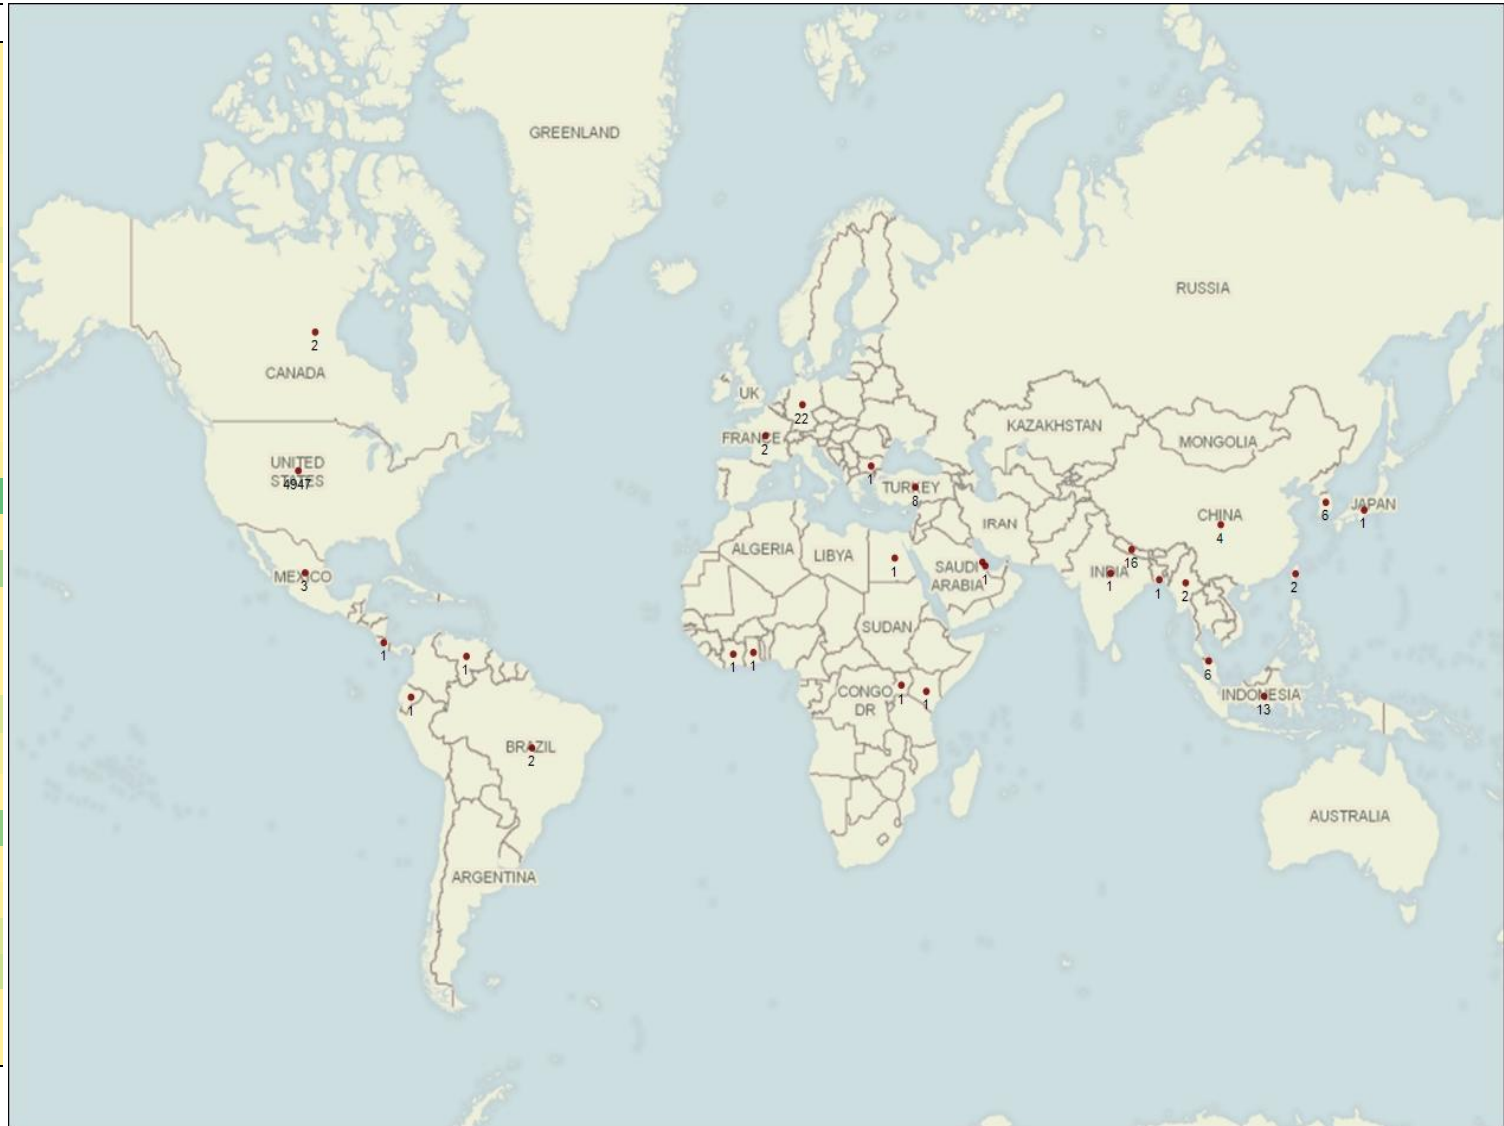 GREENLAND
RUSSIA
2
CANADA
UK
22
FRANCE
2
KAZAKHSTAN
MONGOLIA
UNITED
STATES
4947
1
TURKEY
8
IRAN
CHINA
4
6
JAPAN
1
ALGERIA
LIBYA
1
SAUDI
ARABIA
1
16
INDIA
1
1
2
2
MEXICO
3
SUDAN
1
1
1
1
6
CONGO
DR
1
1
INDONESIA
13
1
BRAZIL
2
AUSTRALIA
ARGENTINA